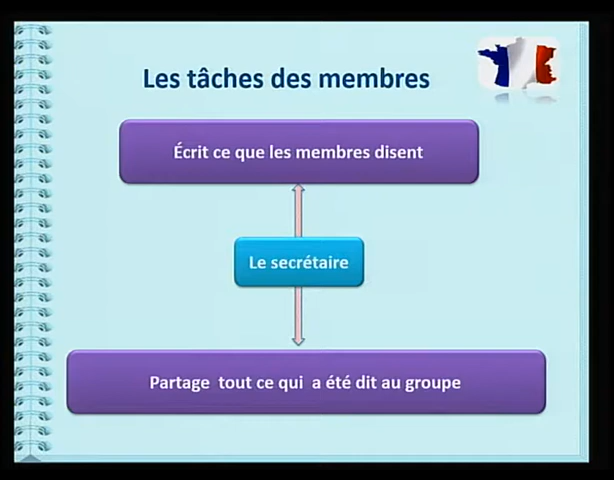 Les tâches des membres
Écrit ce que les membres disent
Le secrétaire
Partage tout ce qui a été dit au groupe